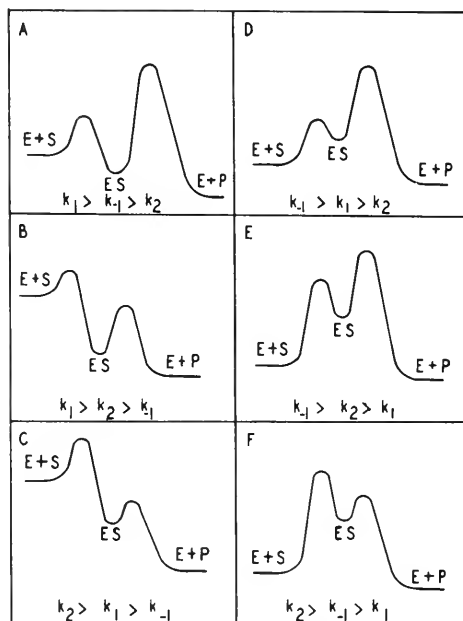 A
E+S
ES
E+P
k₁ > k₋₁ > k₂
B
E+S
ES
E+P
k₁ > k₂ > k₋₁
C
E+S
ES
E+P
k₂ > k₁ > k₋₁
D
E+S
ES
E+P
k₋₁ > k₁ > k₂
E
E+S
ES
E+P
k₋₁ > k₂ > k₁
F
E+S
ES
E+P
k₂ > k₋₁ > k₁